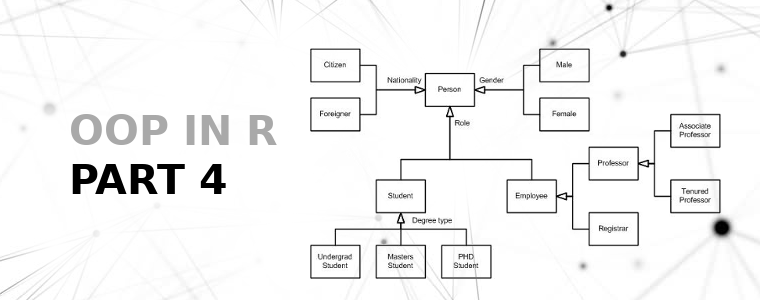 OOP IN R
PART 4
Citizen
Nationality
Gender
Male
Person
Foreigner
Female
Role
Associate
Professor
Professor
Student
Employee
Tenured
Professor
Degree type
Registrar
Undergrad
Student
Masters
Student
PHD
Student